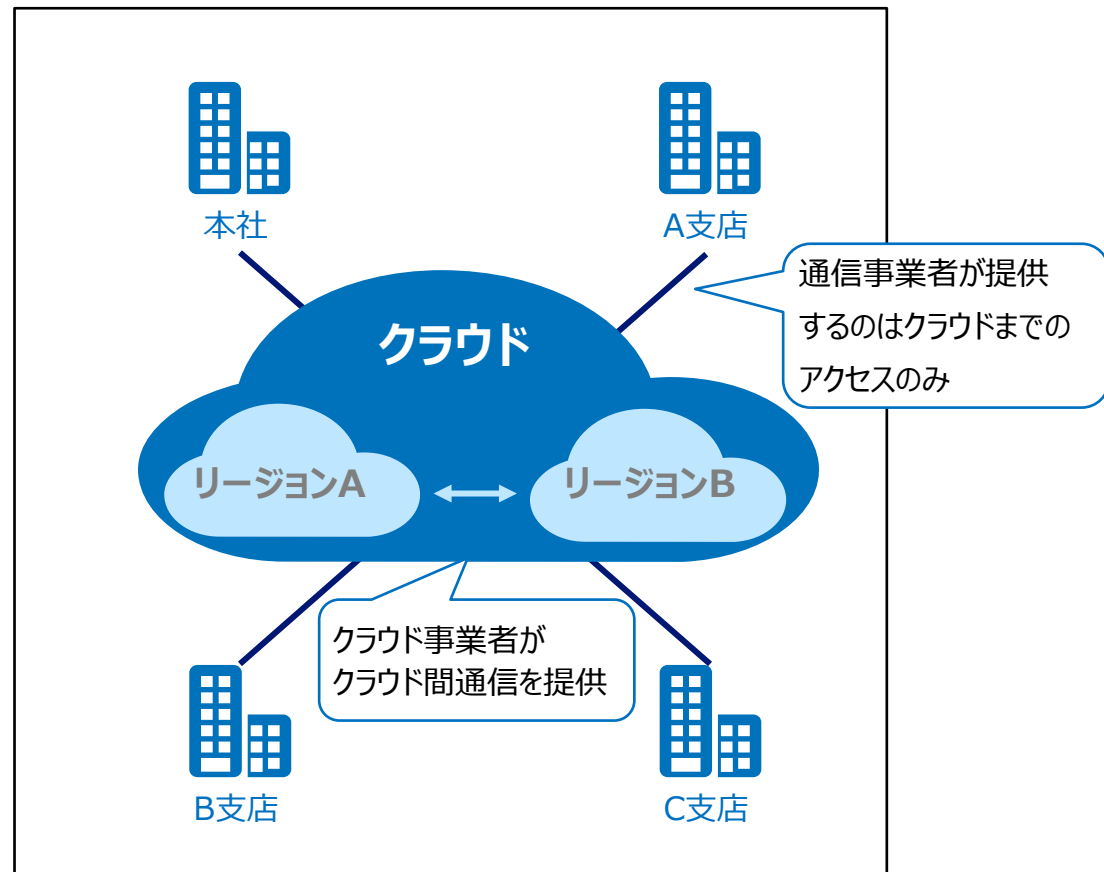 本社
A支店
通信事業者が提供
するのはクラウドまでの
アクセスのみ
クラウド
リージョンA
リージョンB
クラウド事業者が
クラウド間通信を提供
B支店
C支店